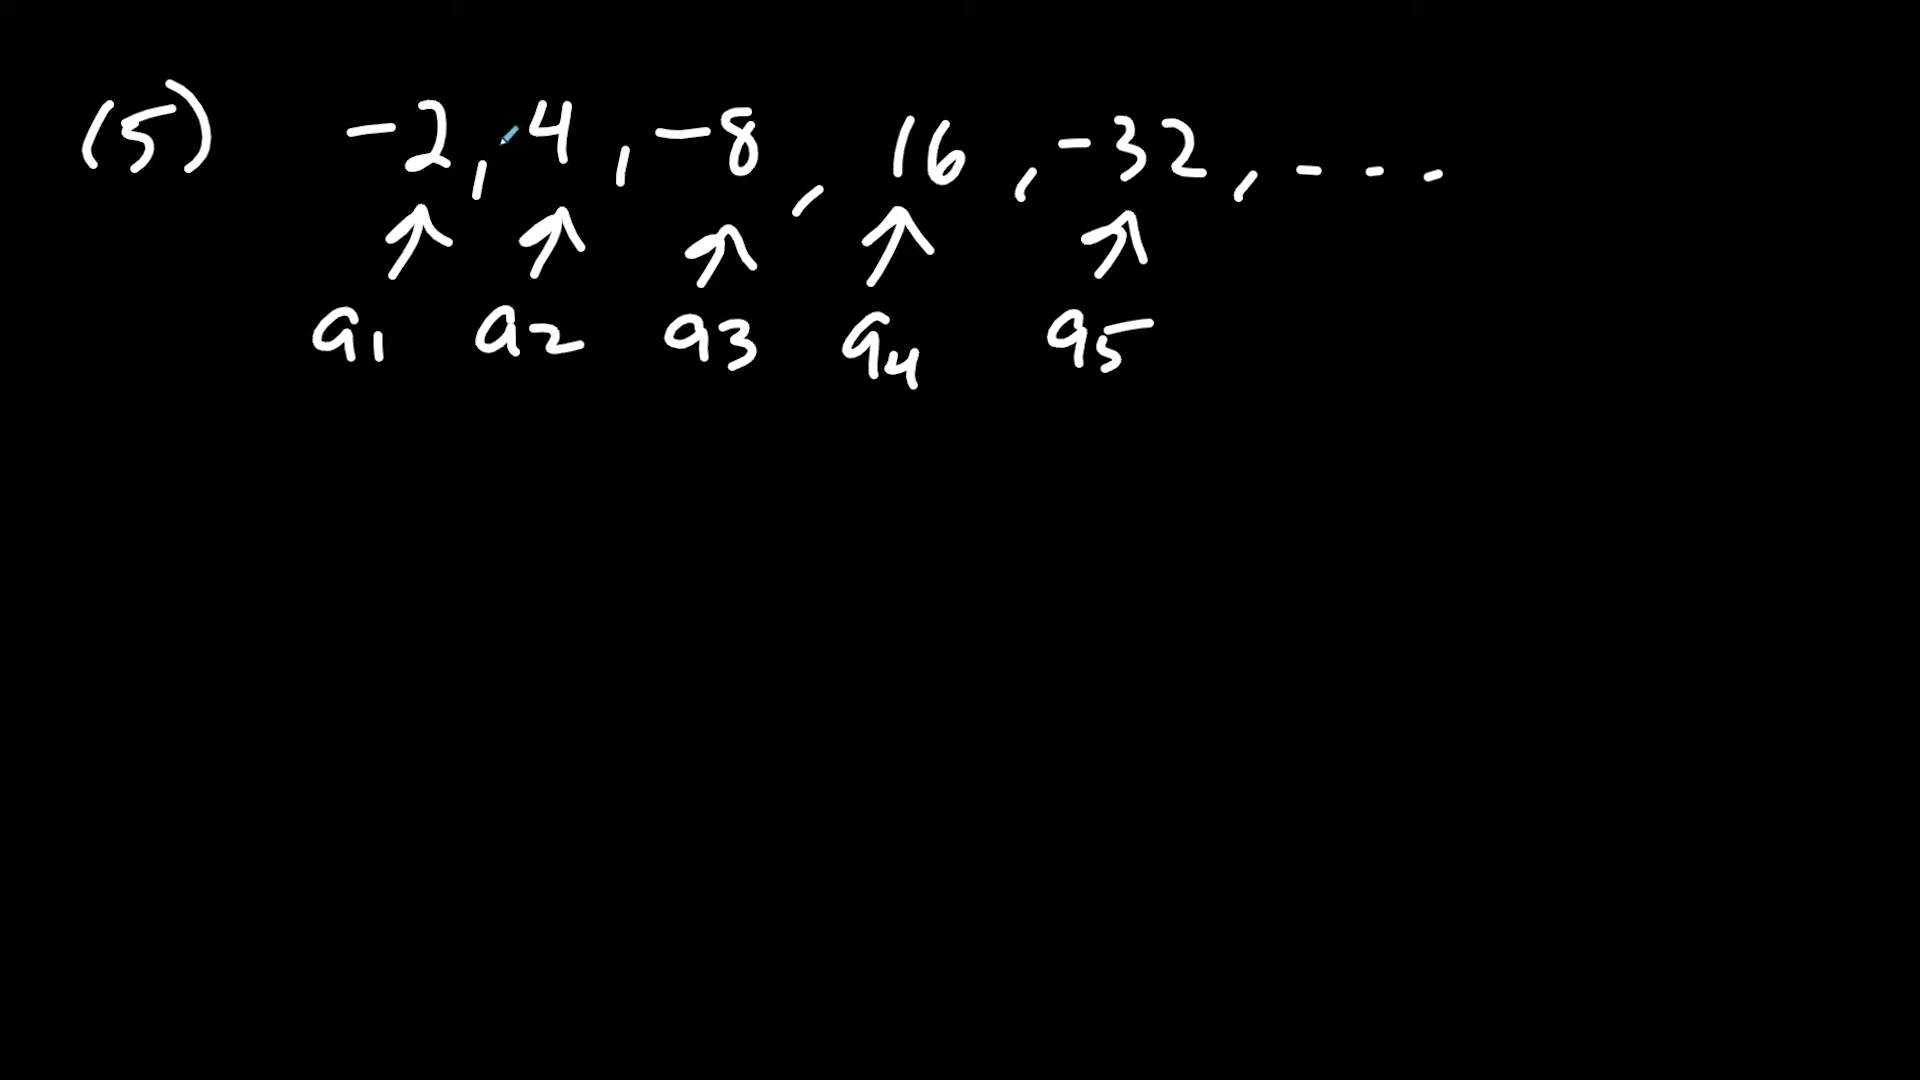 (5) -2, 4, -8, 16, -32, ...
a1 a2 a3 a4 a5